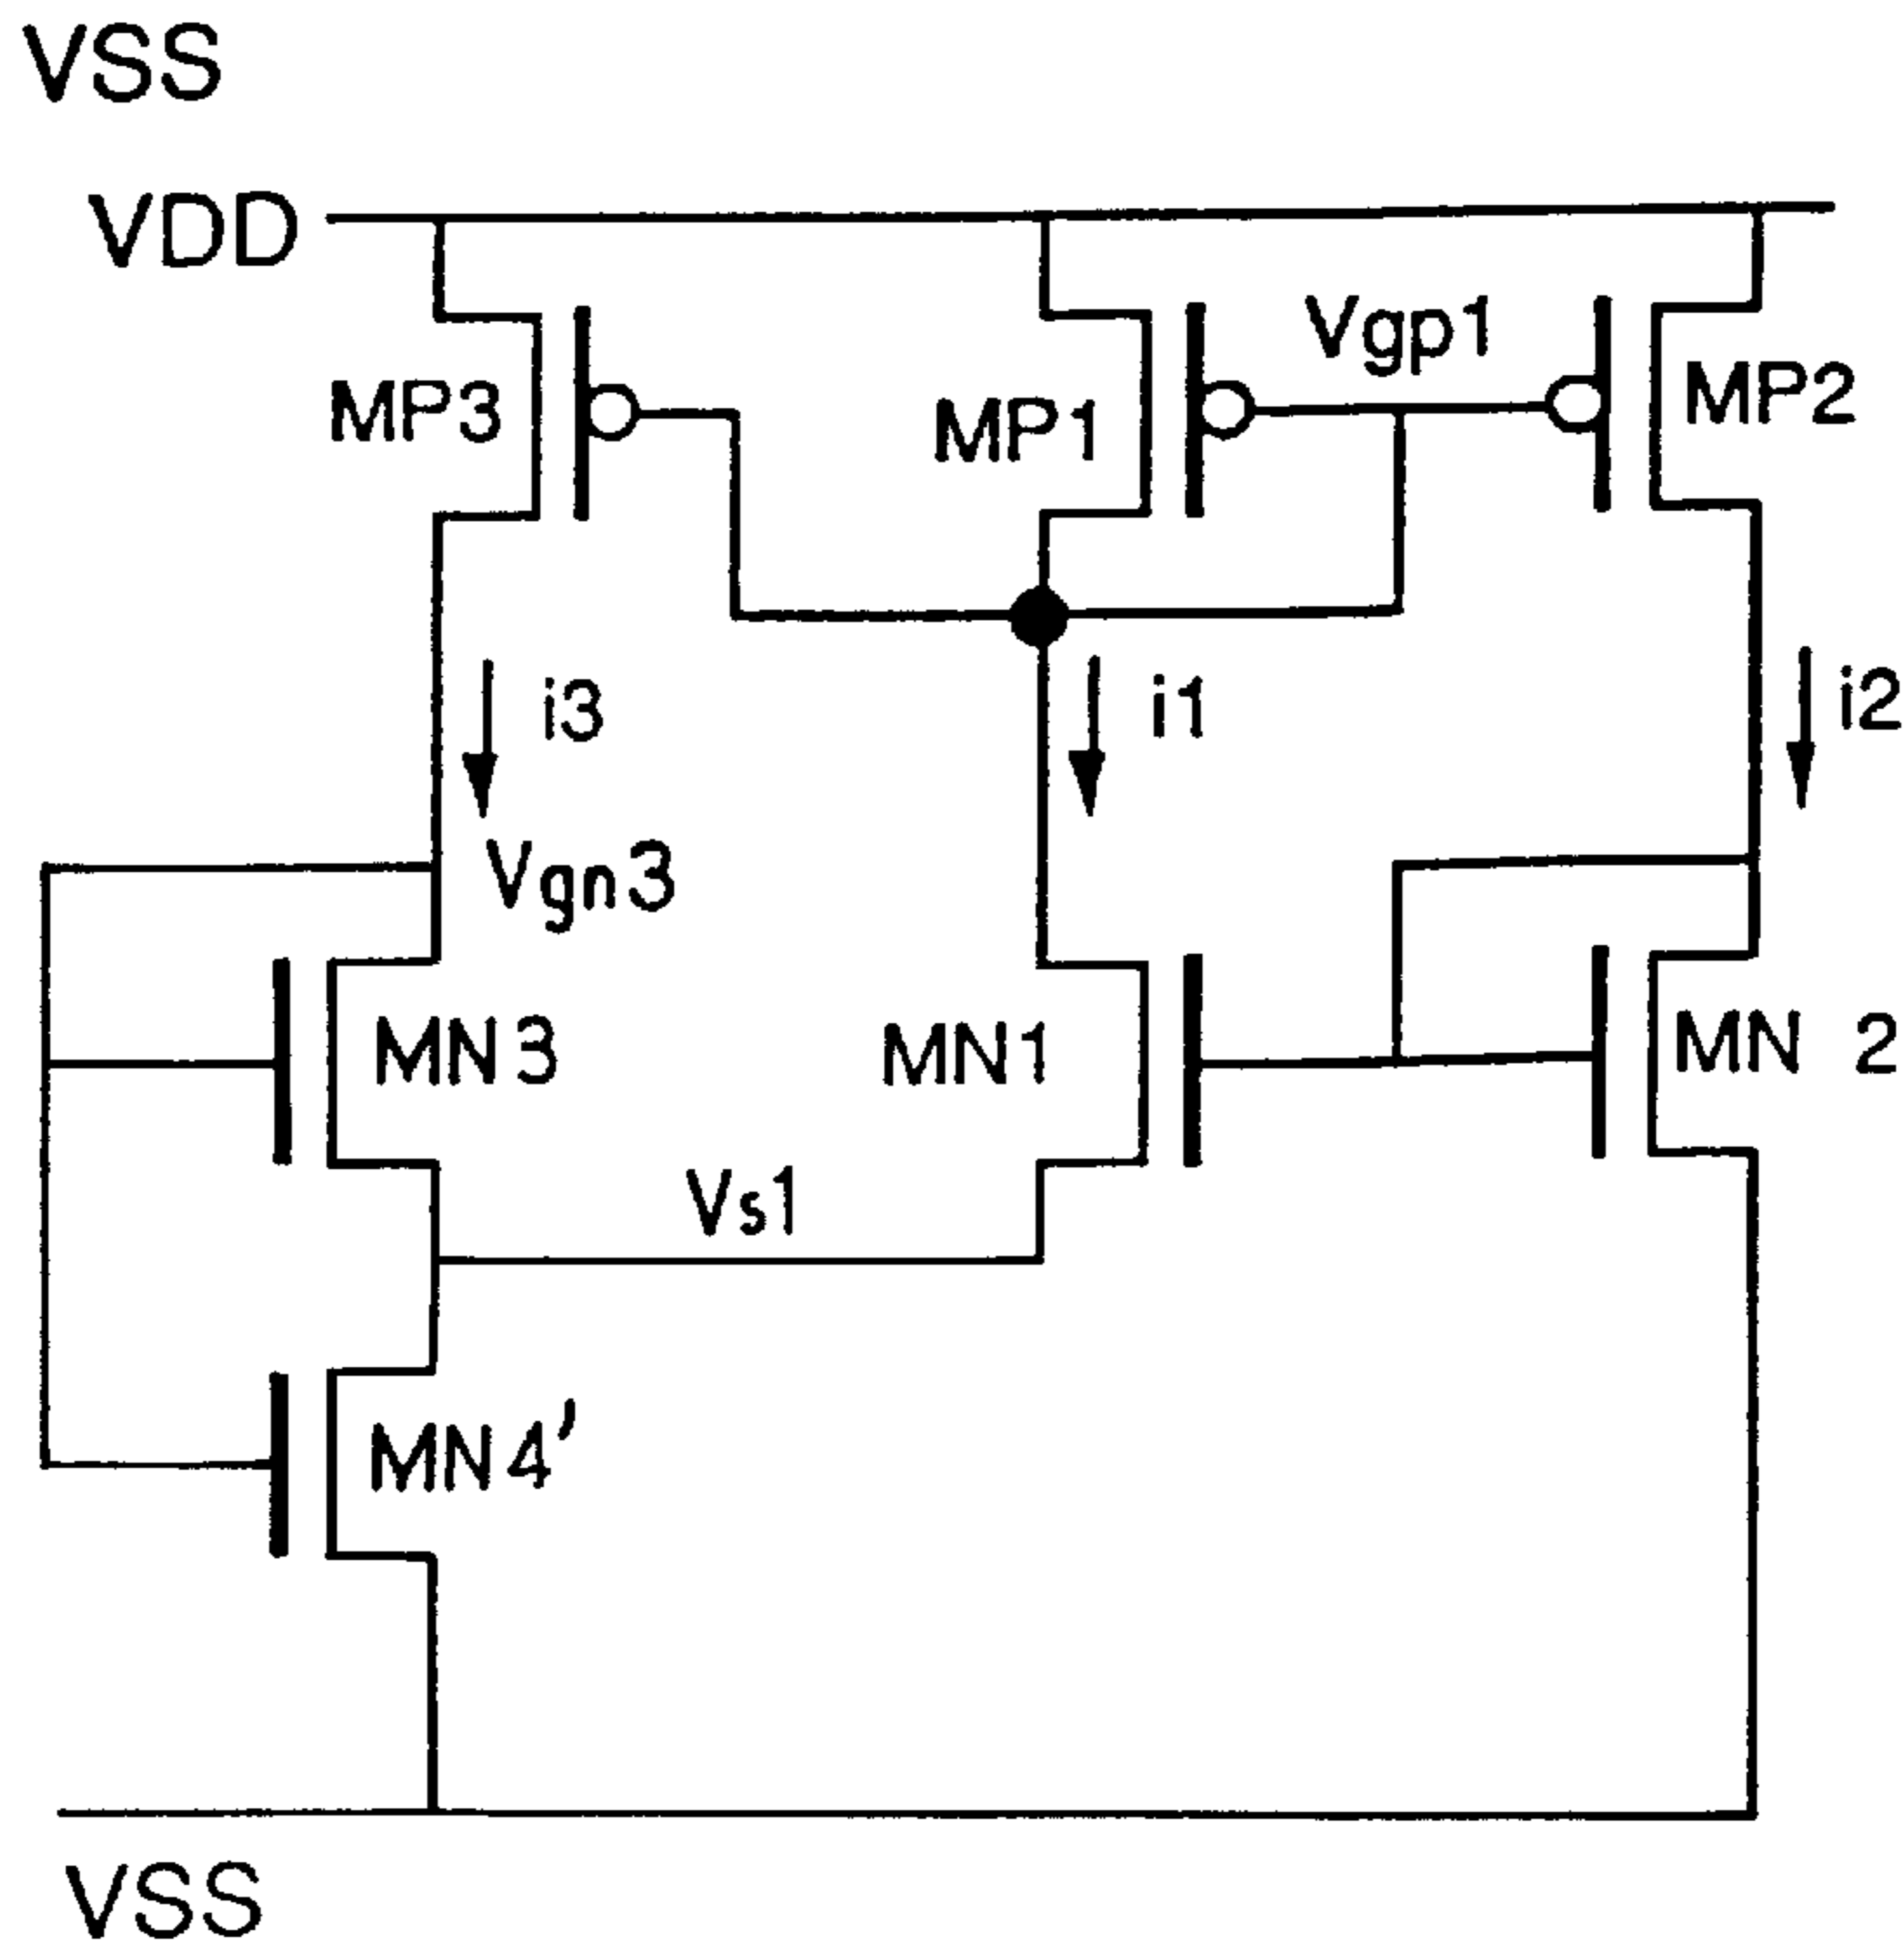 VSS
VDD
Vgp1
MP3
MP1
MP2
i3
i1
i2
Vgn3
MN3
MN1
MN 2
Vs1
MN4'
VSS